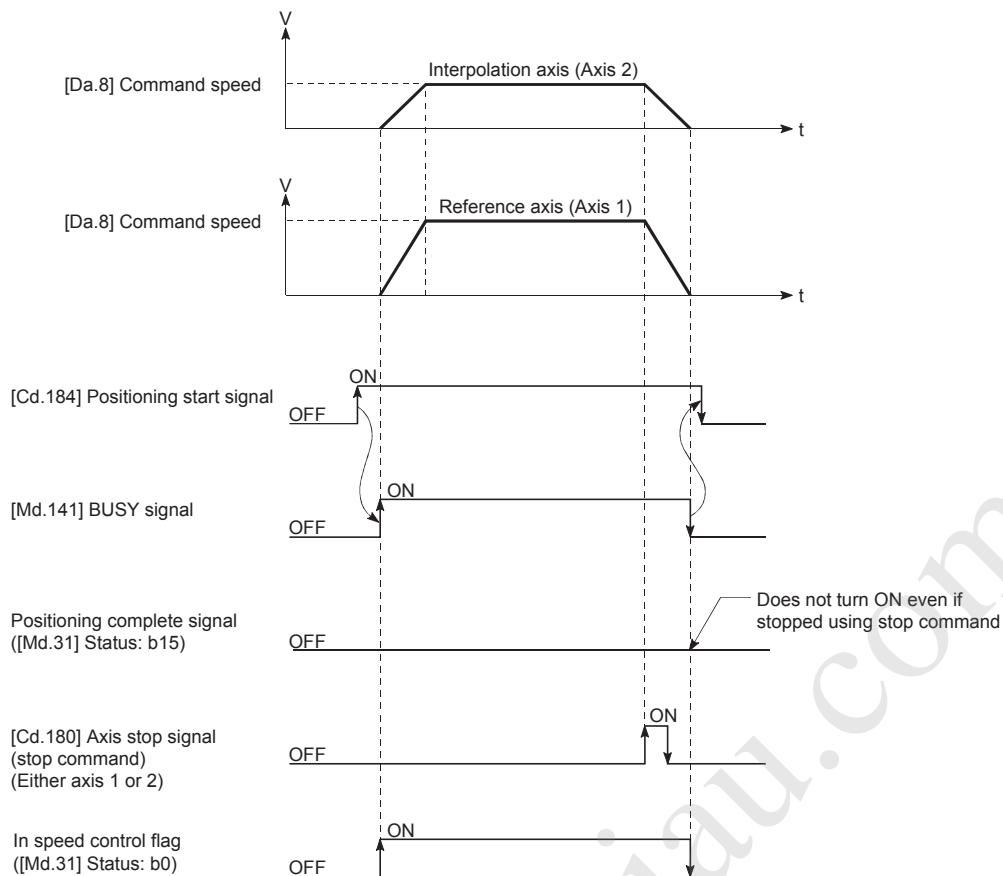 V
Interpolation axis (Axis 2)
[Da.8] Command speed
t
V
Reference axis (Axis 1)
[Da.8] Command speed
t
ON
[Cd.184] Positioning start signal
OFF
ON
[Md.141] BUSY signal
OFF
Does not turn ON even if
stopped using stop command
Positioning complete signal
([Md.31] Status: b15)
OFF
ON
[Cd.180] Axis stop signal
(stop command)
(Either axis 1 or 2)
OFF
ON
In speed control flag
([Md.31] Status: b0)
OFF